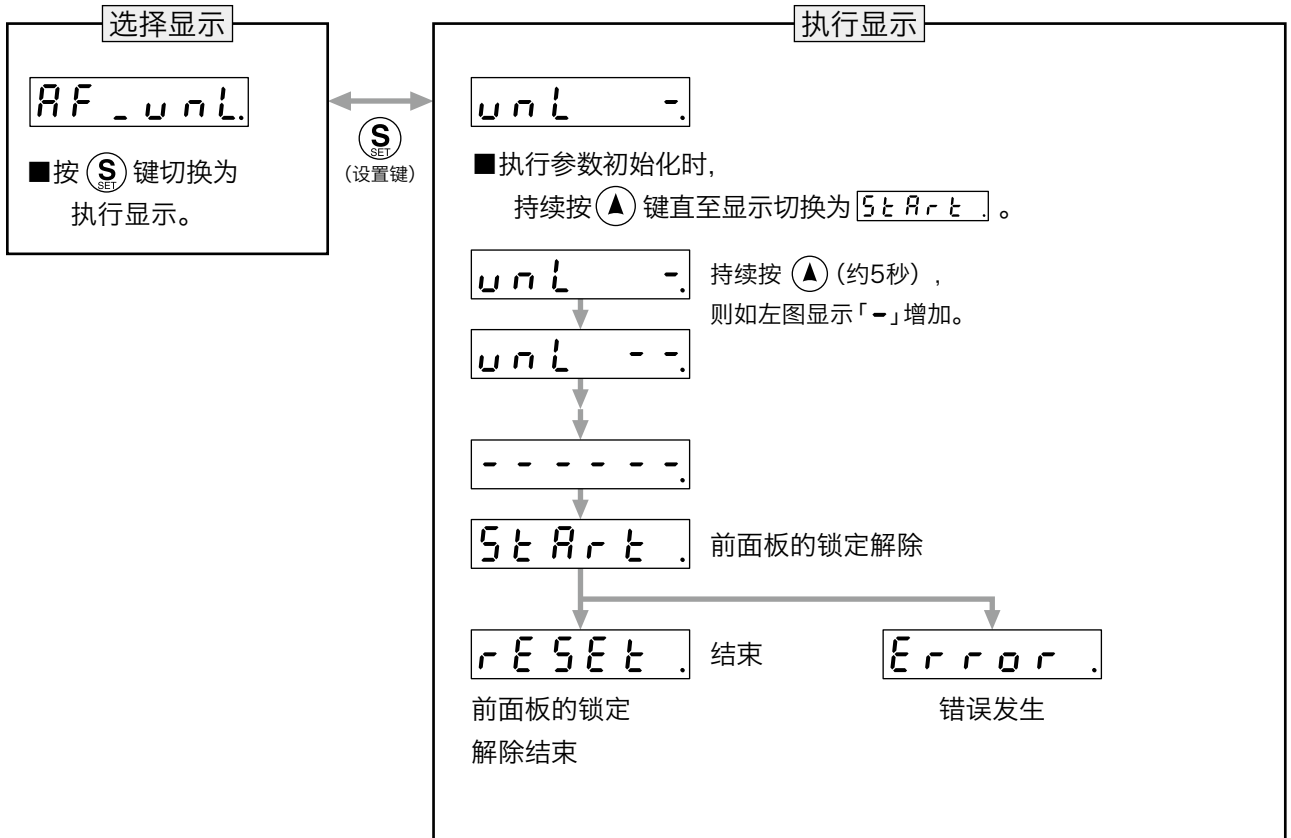 选择显示
AF_unL.
■按 S SET 键切换为
执行显示。
S SET
(设置键)
执行显示
unL -.
■执行参数初始化时,
持续按 ▲ 键直至显示切换为 StArt . 。
unL -.
持续按 ▲ (约5秒) ,
则如左图显示「-」增加。
unL - -.
- - - - - -.
StArt .
前面板的锁定解除
rESEt .
结束
前面板的锁定
解除结束
Error .
错误发生